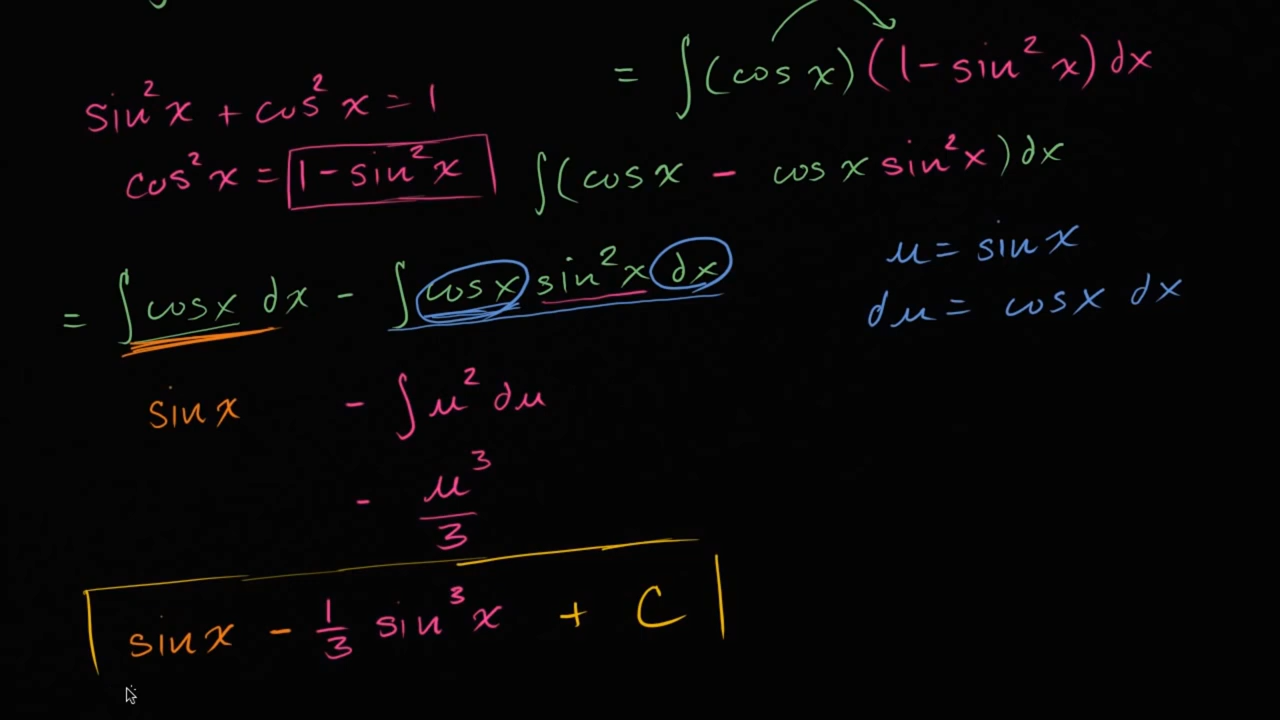 = ∫(cos x)(1 - sin² x) dx
sin² x + cos² x = 1
cos² x = 1 - sin² x
∫(cos x - cos x sin² x) dx
= ∫ cos x dx - ∫ cos x sin² x dx
u = sin x
du = cos x dx
sin x - ∫ u² du
- u³/3
sin x - 1/3 sin³ x + C